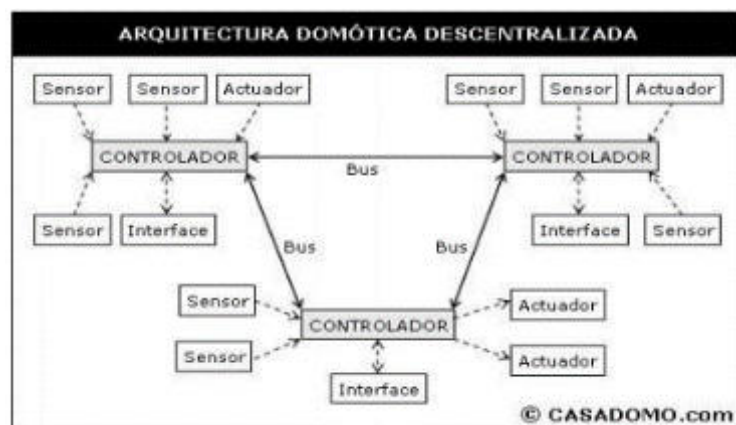 ARQUITECTURA DOMÓTICA DESCENTRALIZADA
Sensor Sensor Actuador Sensor Sensor Actuador
CONTROLADOR CONTROLADOR
Bus
Sensor Interface Interface Sensor
Bus Bus
Sensor Actuador
CONTROLADOR
Sensor Actuador
Interface
© CASADOMO.com